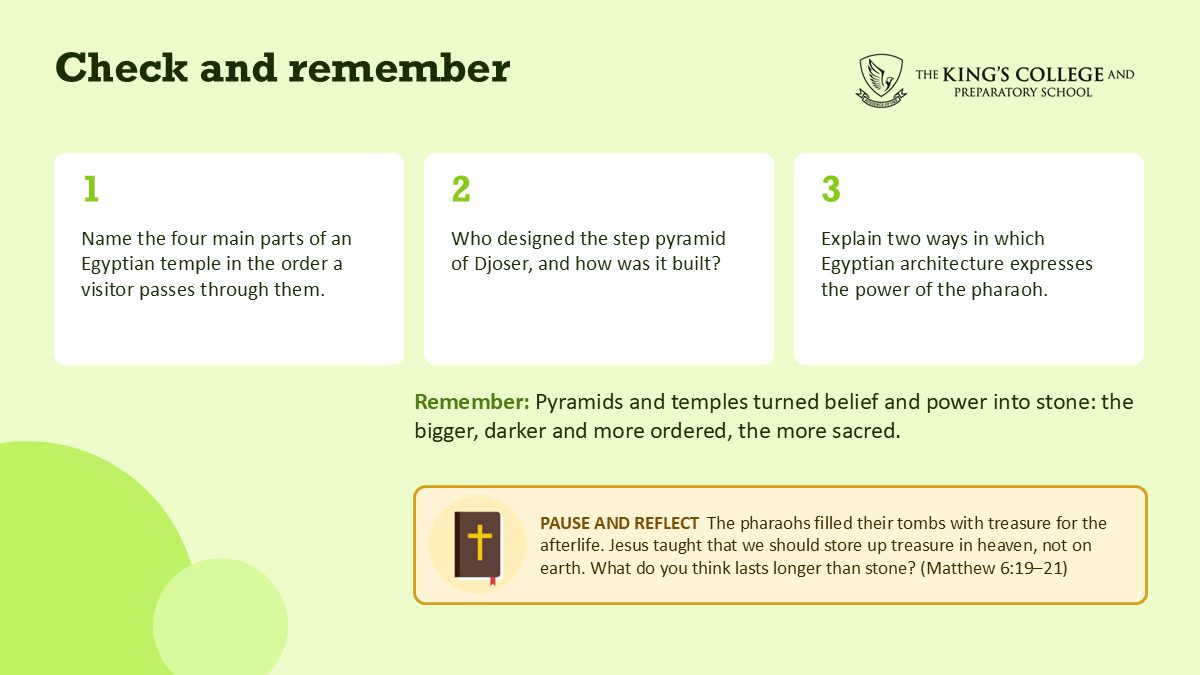 Check and remember
THE KING'S COLLEGE AND
PREPARATORY SCHOOL
1
Name the four main parts of an
Egyptian temple in the order a
visitor passes through them.
2
Who designed the step pyramid
of Djoser, and how was it built?
3
Explain two ways in which
Egyptian architecture expresses
the power of the pharaoh.
Remember: Pyramids and temples turned belief and power into stone: the
bigger, darker and more ordered, the more sacred.
PAUSE AND REFLECT The pharaohs filled their tombs with treasure for the
afterlife. Jesus taught that we should store up treasure in heaven, not on
earth. What do you think lasts longer than stone? (Matthew 6:19–21)